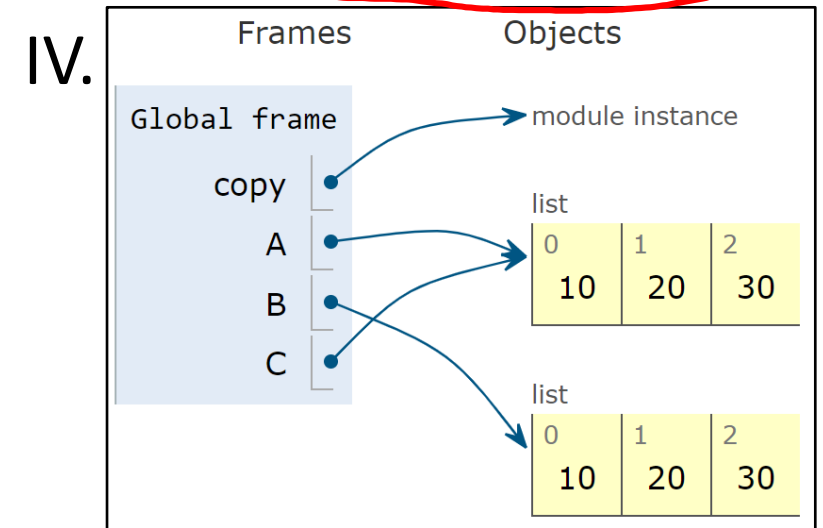 Frames Objects
IV.
Global frame
module instance
copy
list
A
0 1 2
10 20 30
B
C
list
0 1 2
10 20 30